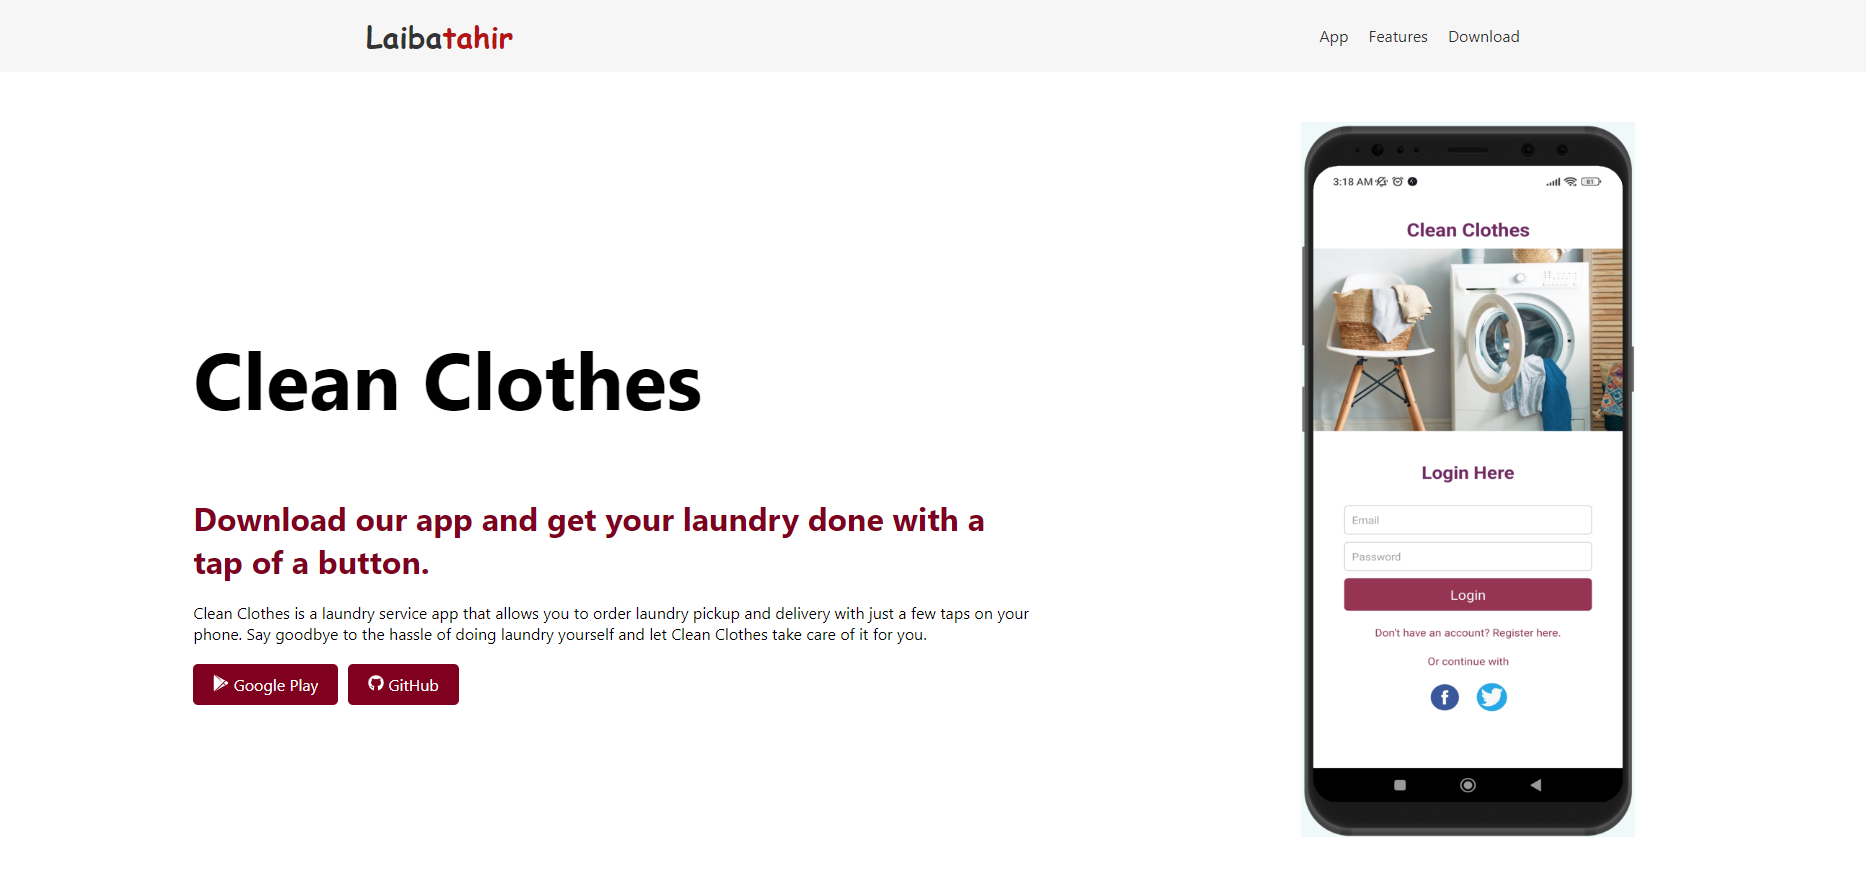 Laibatahir
App Features Download
Clean Clothes
Download our app and get your laundry done with a
tap of a button.
Clean Clothes is a laundry service app that allows you to order laundry pickup and delivery with just a few taps on your
phone. Say goodbye to the hassle of doing laundry yourself and let Clean Clothes take care of it for you.
Google Play
GitHub
3:18 AM
81
Clean Clothes
Login Here
Email
Password
Login
Don't have an account? Register here.
Or continue with